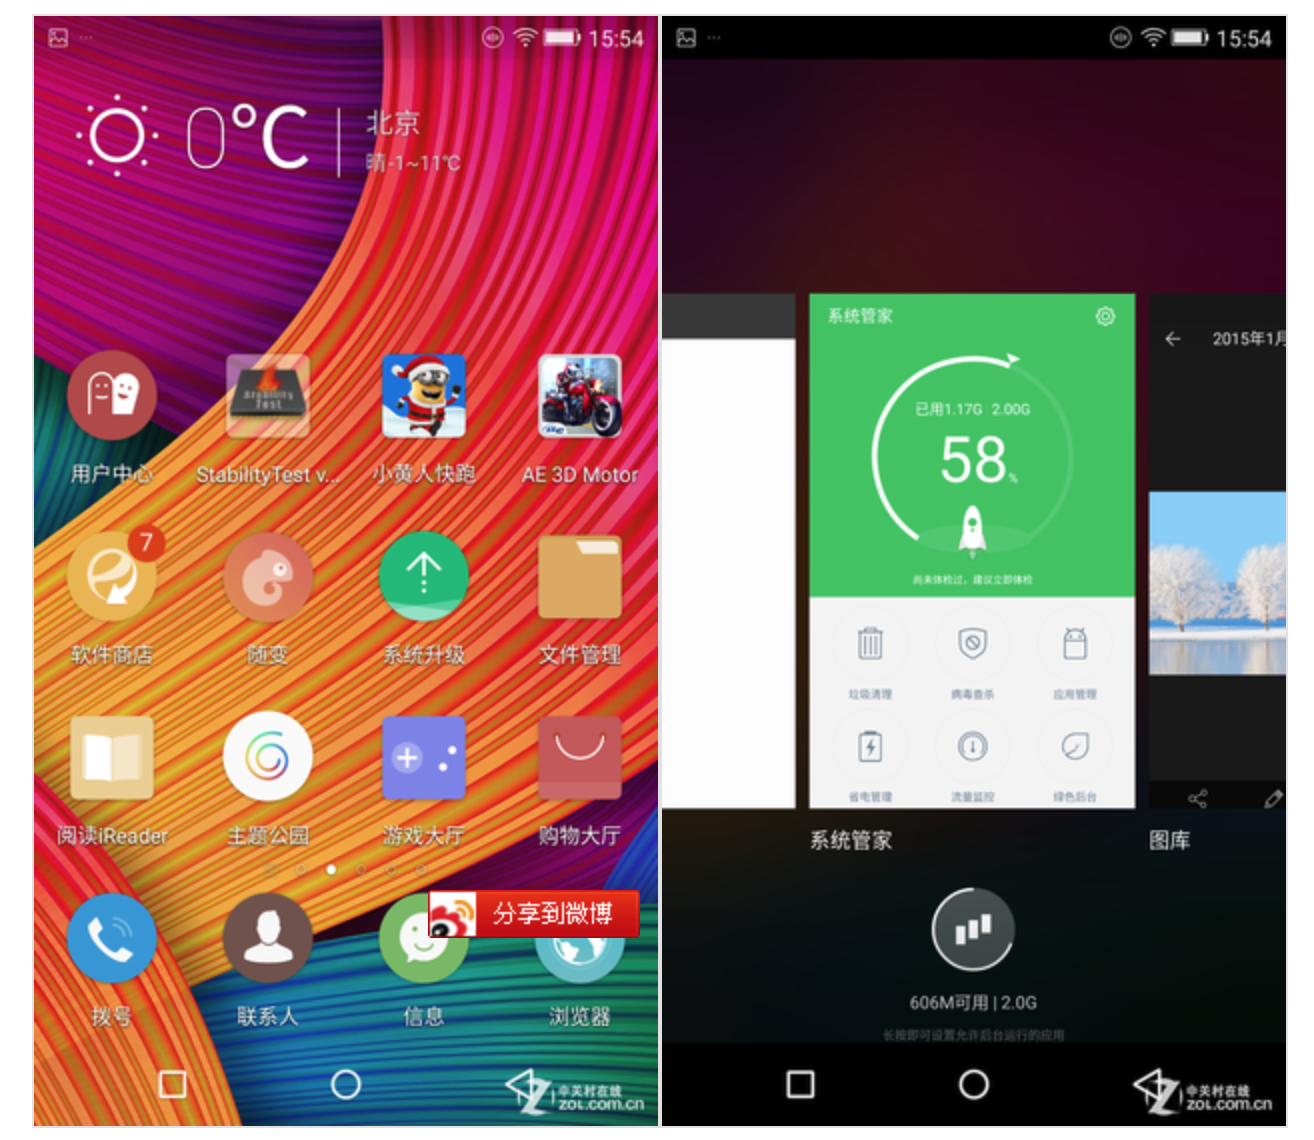 15:54
0°C
北京
晴-1~11℃
用户中心
StabilityTest v...
小黄人快跑
AE 3D Motor
Stability
Test
7
软件商店
随变
系统升级
文件管理
阅读iReader
主题公园
游戏大厅
购物大厅
分享到微博
拨号
联系人
信息
浏览器
中关村在线
ZOL.COM.CN
15:54
系统管家
2015年1月
已用1.17G 2.00G
58%
尚未体检过，建议立即体检
垃圾清理
病毒查杀
应用管理
省电管理
流量监控
绿色后台
系统管家
图库
606M可用 | 2.0G
长按即可设置允许后台运行的应用
中关村在线
ZOL.COM.CN